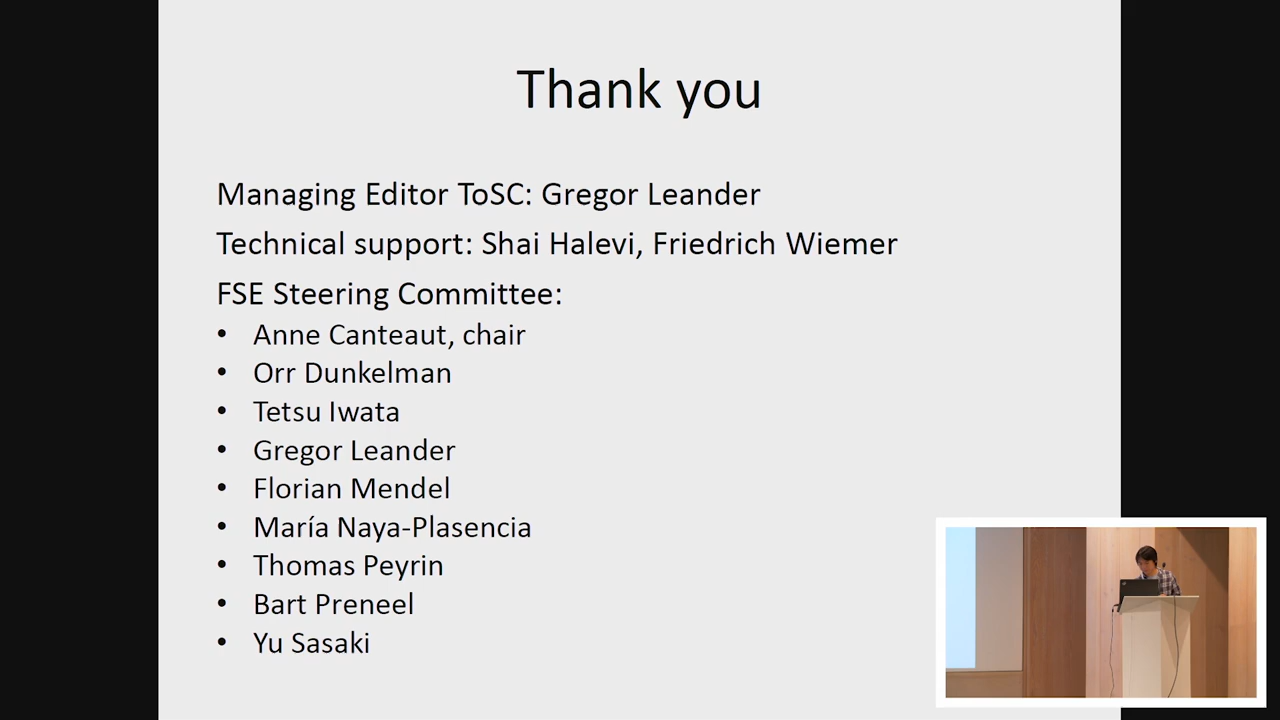 Thank you
Managing Editor ToSC: Gregor Leander
Technical support: Shai Halevi, Friedrich Wiemer
FSE Steering Committee:
• Anne Canteaut, chair
• Orr Dunkelman
• Tetsu Iwata
• Gregor Leander
• Florian Mendel
• María Naya-Plasencia
• Thomas Peyrin
• Bart Preneel
• Yu Sasaki